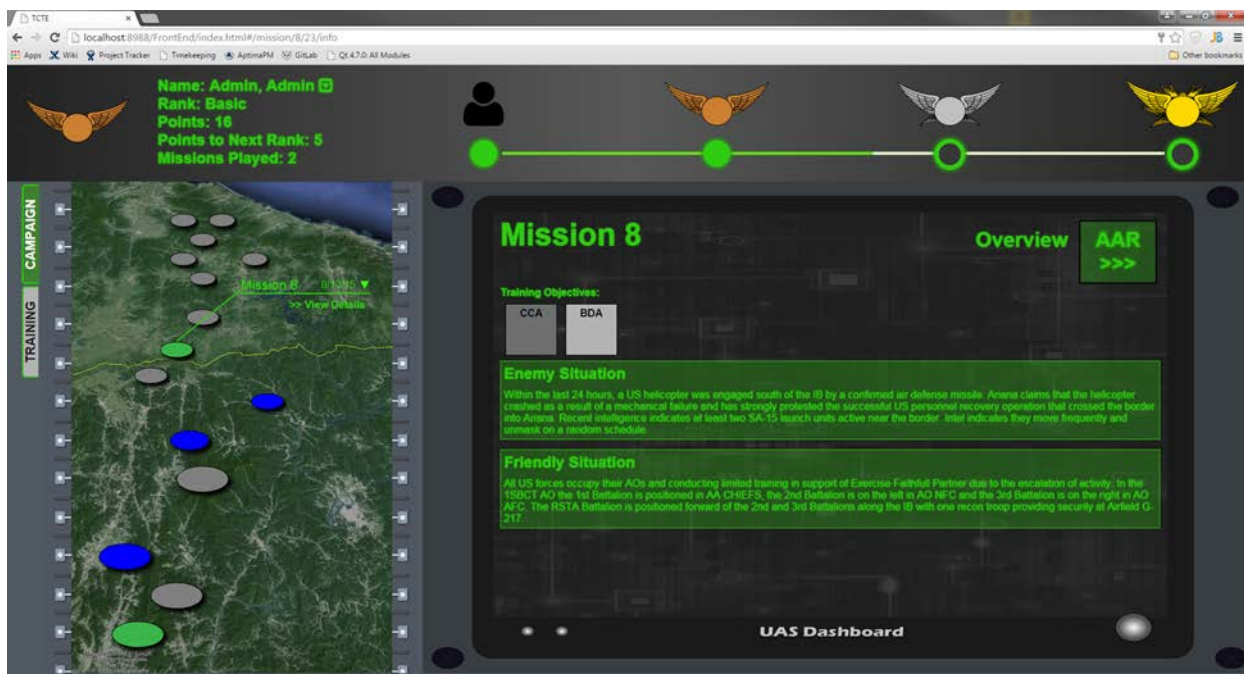 TCTE
localhost:8988/FrontEnd/index.html#/mission/8/23/info
JB
Apps Wiki Project Tracker Timekeeping AptimaPM GitLab Qt 4.7.0: All Modules Other bookmarks
Name: Admin, Admin
Rank: Basic
Points: 16
Points to Next Rank: 5
Missions Played: 2
CAMPAIGN
TRAINING
Mission 8
>> View Details
Mission 8
Overview
AAR
>>>
Training Objectives:
CCA
BDA
Enemy Situation
Within the last 24 hours, a US helicopter was engaged south of the IB by a confirmed air defense missile. Ariana claims that the helicopter
crashed as a result of a mechanical failure and has strongly protested the successful US personnel recovery operation that crossed the border
into Ariana. Recent intelligence indicates at least two SA-15 launch units active near the border. Intel indicates they move frequently and
unmask on a random schedule.
Friendly Situation
All US forces occupy their AOs and conducting limited training in support of Exercise Faithful Partner due to the escalation of activity. In the
1SBCT AO the 1st Battalion is positioned in AA CHIEFS, the 2nd Battalion is on the left in AO NFC and the 3rd Battalion is on the right in AO
AFC. The RSTA Battalion is positioned forward of the 2nd and 3rd Battalions along the IB with one recon troop providing security at Airfield G-
217.
UAS Dashboard